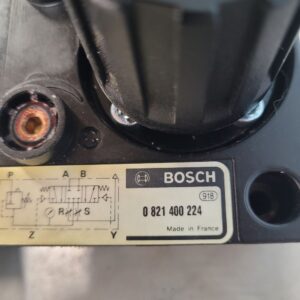 P A B
BOSCH
918
0 821 400 224
R S
Z Y
Made in France